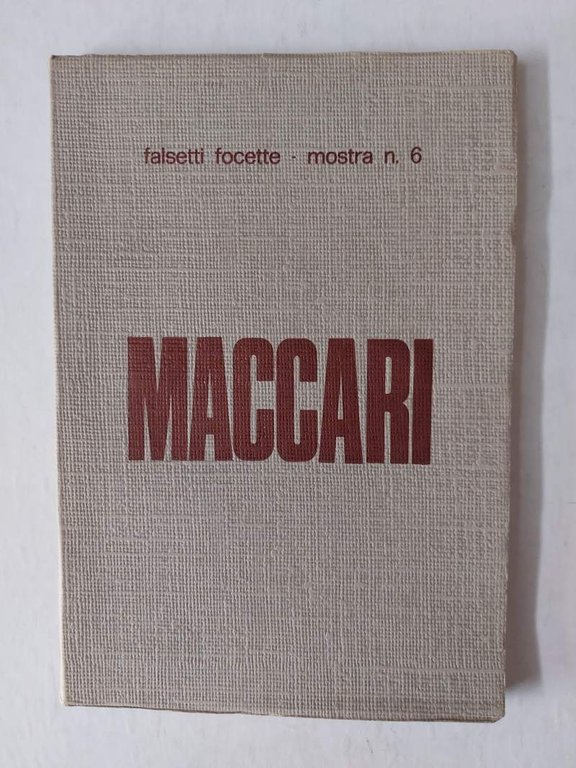 falsetti focette - mostra n. 6
MACCARI